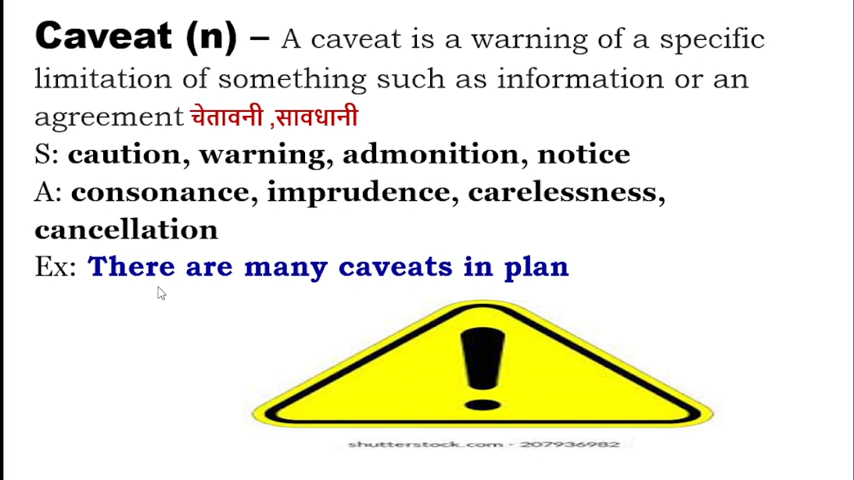 Caveat (n) – A caveat is a warning of a specific
limitation of something such as information or an
agreement चेतावनी ,सावधानी
S: caution, warning, admonition, notice
A: consonance, imprudence, carelessness,
cancellation
Ex: There are many caveats in plan
shutterstock.com · 207936982